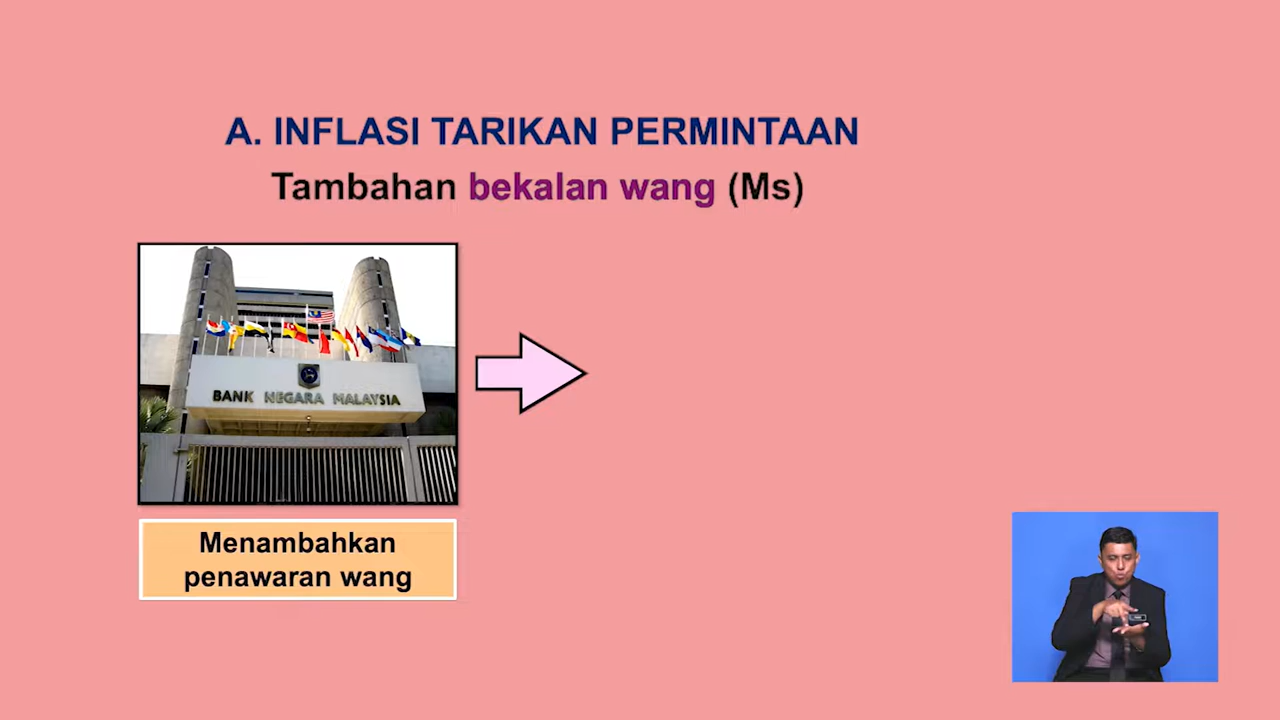 A. INFLASI TARIKAN PERMINTAAN
Tambahan bekalan wang (Ms)
BANK NEGARA MALAYSIA
Menambahkan
penawaran wang